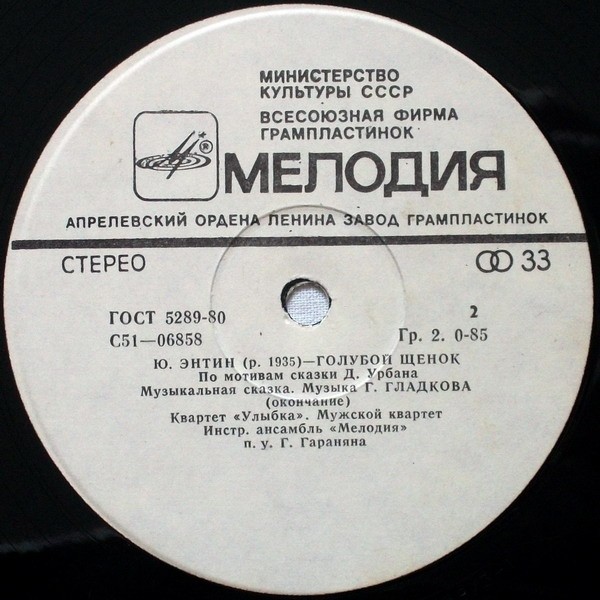 МИНИСТЕРСТВО
КУЛЬТУРЫ СССР
ВСЕСОЮЗНАЯ ФИРМА
ГРАМПЛАСТИНОК
®
МЕЛОДИЯ
АПРЕЛЕВСКИЙ ОРДЕНА ЛЕНИНА ЗАВОД ГРАМПЛАСТИНОК
СТЕРЕО 33
ГОСТ 5289-80 2
С51—06858 Гр. 2. 0-85
Ю. ЭНТИН (р. 1935)—ГОЛУБОЙ ЩЕНОК
По мотивам сказки Д. Урбана
Музыкальная сказка. Музыка Г. ГЛАДКОВА
(окончание)
Квартет «Улыбка». Мужской квартет
Инстр. ансамбль «Мелодия»
п. у. Г. Гараняна